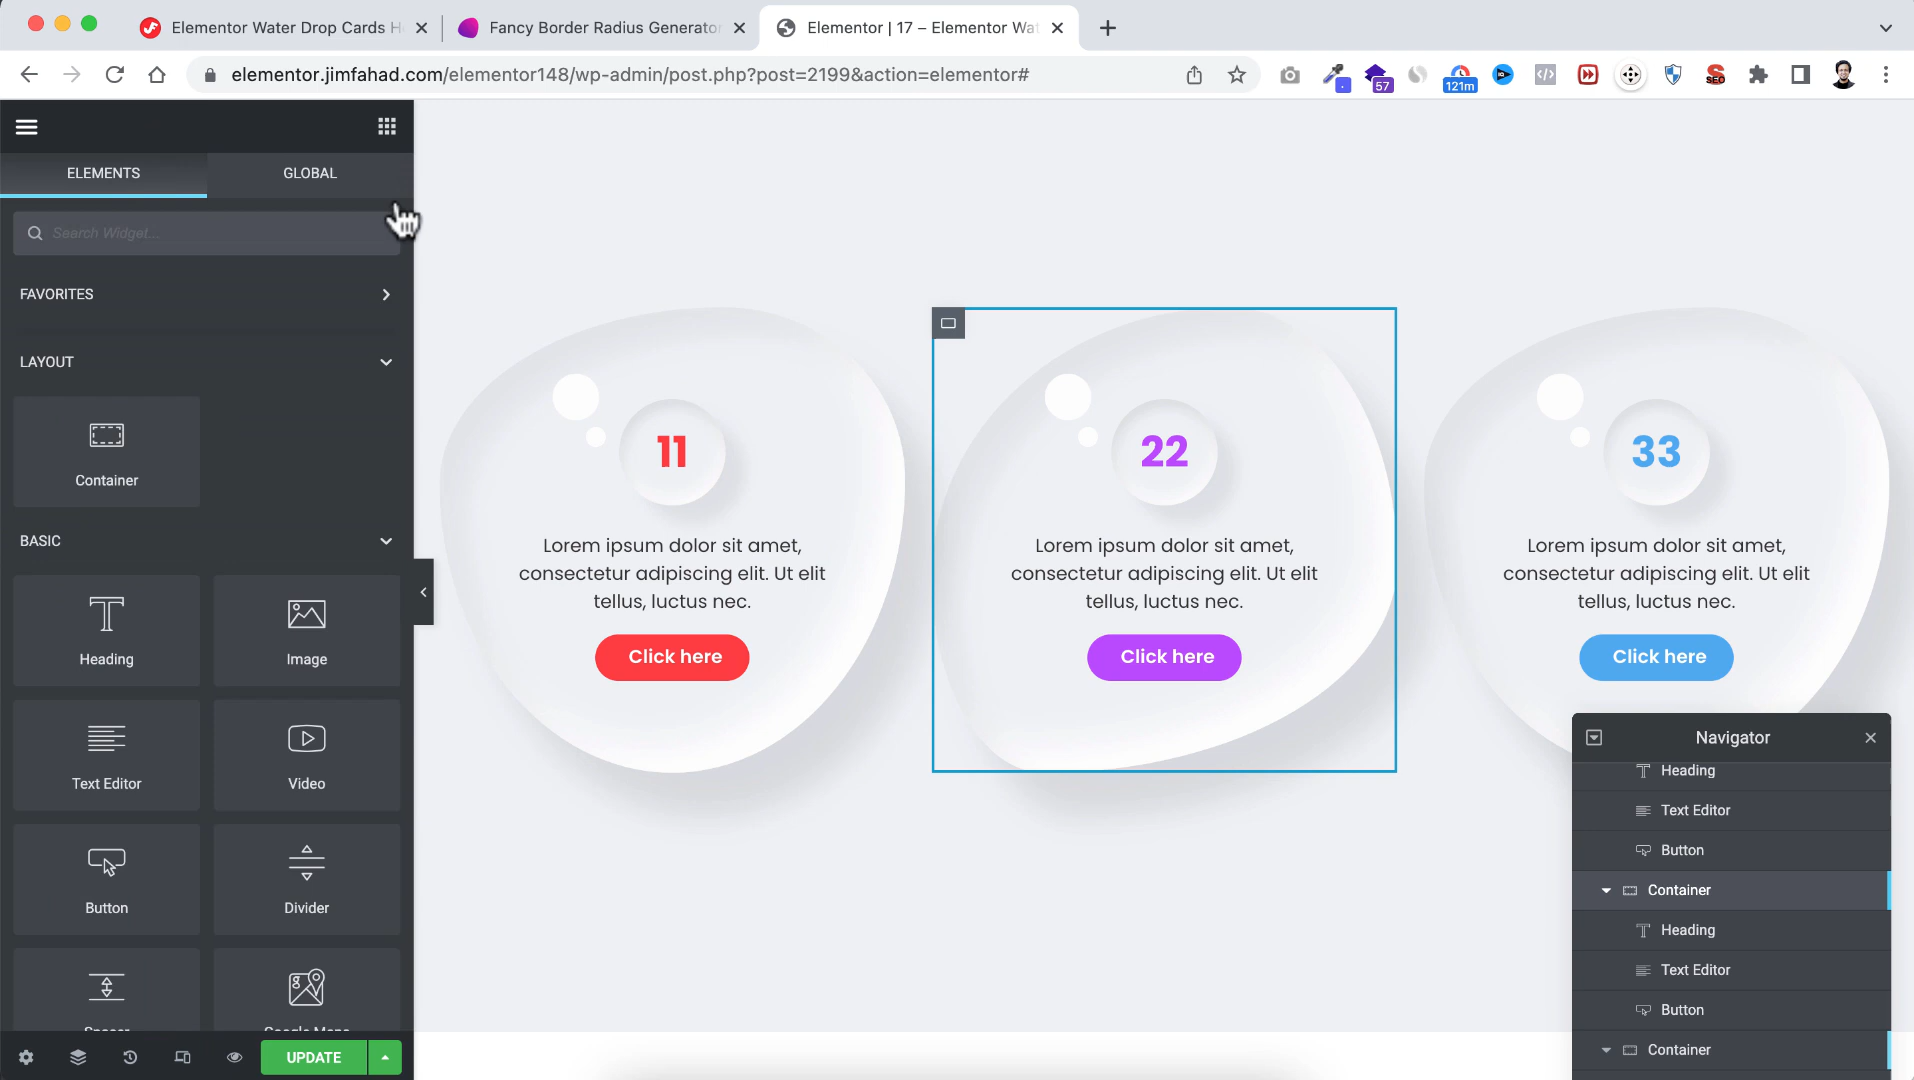 Elementor Water Drop Cards H
Fancy Border Radius Generator
Elementor | 17 – Elementor Wat
elementor.jimfahad.com/elementor148/wp-admin/post.php?post=2199&action=elementor#
57
121m
SEO
ELEMENTS
GLOBAL
Search Widget...
FAVORITES
LAYOUT
Container
BASIC
Heading
Image
Text Editor
Video
Button
Divider
Spacer
Google Maps
UPDATE
11
Lorem ipsum dolor sit amet,
consectetur adipiscing elit. Ut elit
tellus, luctus nec.
Click here
22
Lorem ipsum dolor sit amet,
consectetur adipiscing elit. Ut elit
tellus, luctus nec.
Click here
33
Lorem ipsum dolor sit amet,
consectetur adipiscing elit. Ut elit
tellus, luctus nec.
Click here
Navigator
Heading
Text Editor
Button
Container
Heading
Text Editor
Button
Container